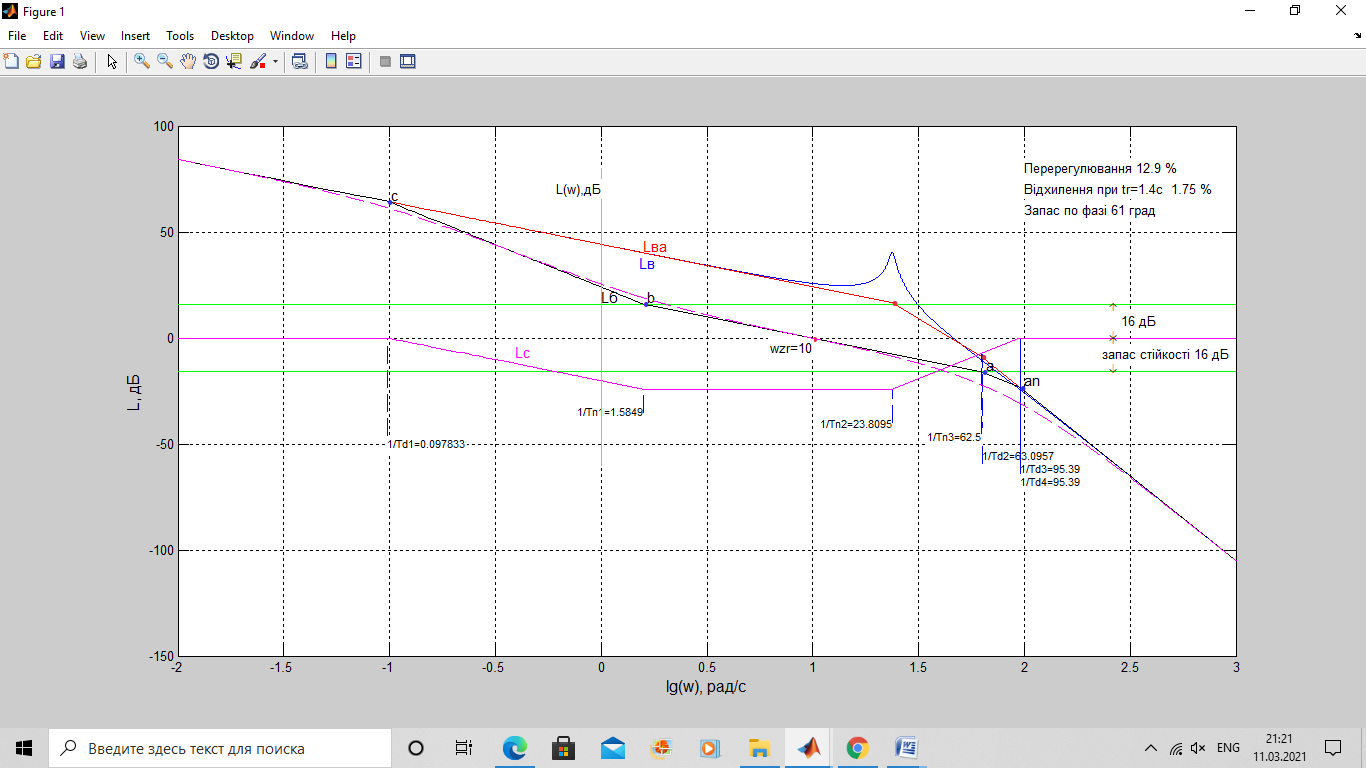 Figure 1
File Edit View Insert Tools Desktop Window Help
100
50
0
-50
-100
-150
-2
-1.5
-1
-0.5
0
0.5
1
1.5
2
2.5
3
L, дБ
lg(w), рад/с
L(w),дБ
Перерегулювання 12.9 %
Відхилення при tr=1.4с 1.75 %
Запас по фазі 61 град
c
Lва
Lв
Lб
b
16 дБ
wzr=10
запас стійкості 16 дБ
Lс
a
an
1/Tn1=1.5849
1/Td1=0.097833
1/Tn2=23.8095
1/Tn3=62.5
1/Td2=63.0957
1/Td3=95.39
1/Td4=95.39
Введите здесь текст для поиска
ENG
21:21
11.03.2021